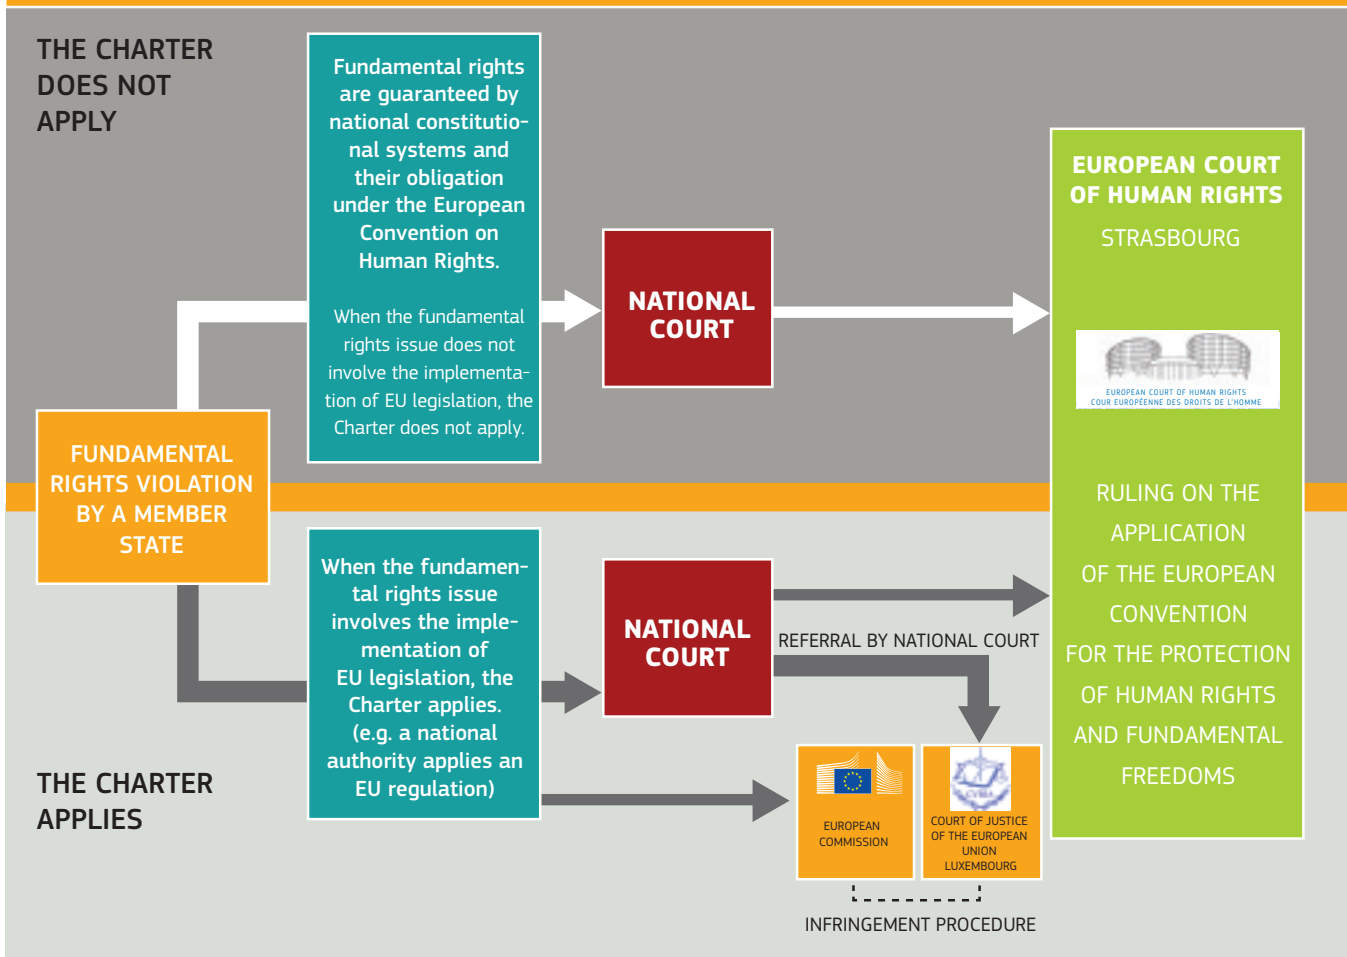 THE CHARTER
DOES NOT
APPLY
Fundamental rights
are guaranteed by
national constitutio-
nal systems and
their obligation
under the European
Convention on
Human Rights.
When the fundamental
rights issue does not
involve the implementa-
tion of EU legislation, the
Charter does not apply.
NATIONAL
COURT
EUROPEAN COURT
OF HUMAN RIGHTS
STRASBOURG
EUROPEAN COURT OF HUMAN RIGHTS
COUR EUROPÉENNE DES DROITS DE L'HOMME
RULING ON THE
APPLICATION
OF THE EUROPEAN
CONVENTION
FOR THE PROTECTION
OF HUMAN RIGHTS
AND FUNDAMENTAL
FREEDOMS
FUNDAMENTAL
RIGHTS VIOLATION
BY A MEMBER
STATE
When the fundamen-
tal rights issue
involves the imple-
mentation of
EU legislation, the
Charter applies.
(e.g. a national
authority applies an
EU regulation)
NATIONAL
COURT
REFERRAL BY NATIONAL COURT
THE CHARTER
APPLIES
EUROPEAN
COMMISSION
CVRIA
COURT OF JUSTICE
OF THE EUROPEAN
UNION
LUXEMBOURG
INFRINGEMENT PROCEDURE